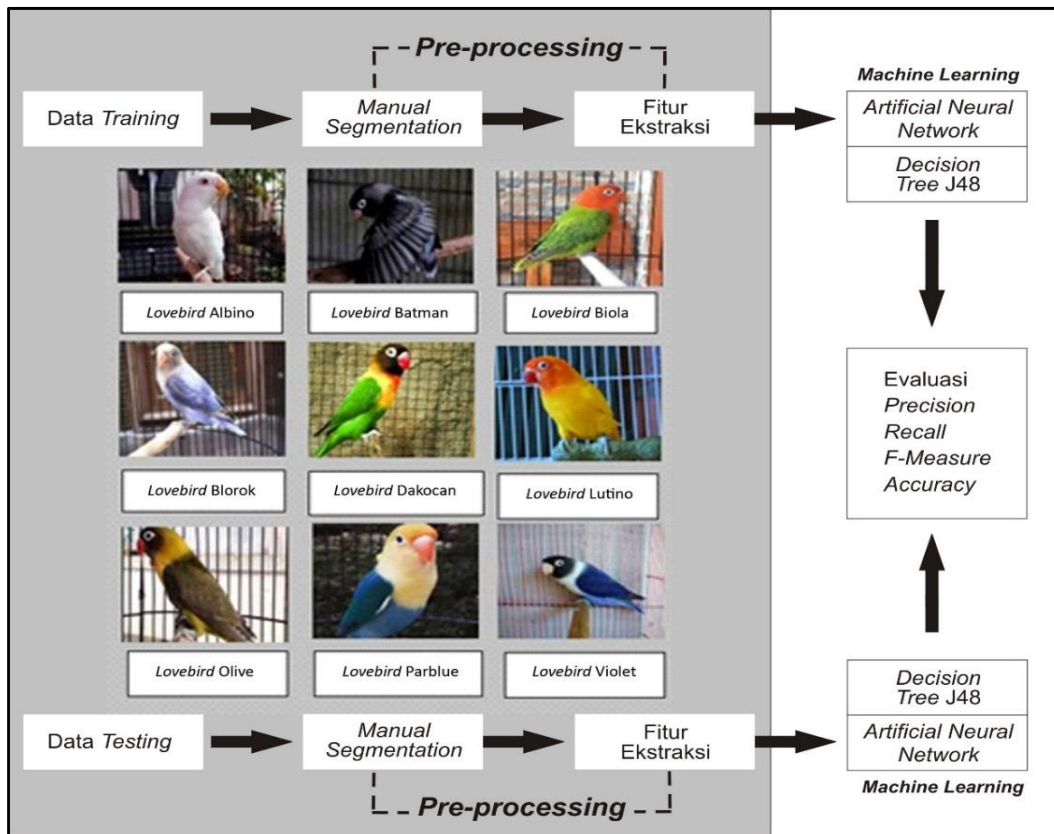 Pre-processing
Machine Learning
Data Training
Manual
Segmentation
Fitur
Ekstraksi
Artificial Neural
Network
Decision
Tree J48
Lovebird Albino
Lovebird Batman
Lovebird Biola
Evaluasi
Precision
Recall
F-Measure
Accuracy
Lovebird Blorok
Lovebird Dakocan
Lovebird Lutino
Lovebird Olive
Lovebird Parblue
Lovebird Violet
Data Testing
Manual
Segmentation
Fitur
Ekstraksi
Decision
Tree J48
Artificial Neural
Network
Machine Learning
Pre-processing